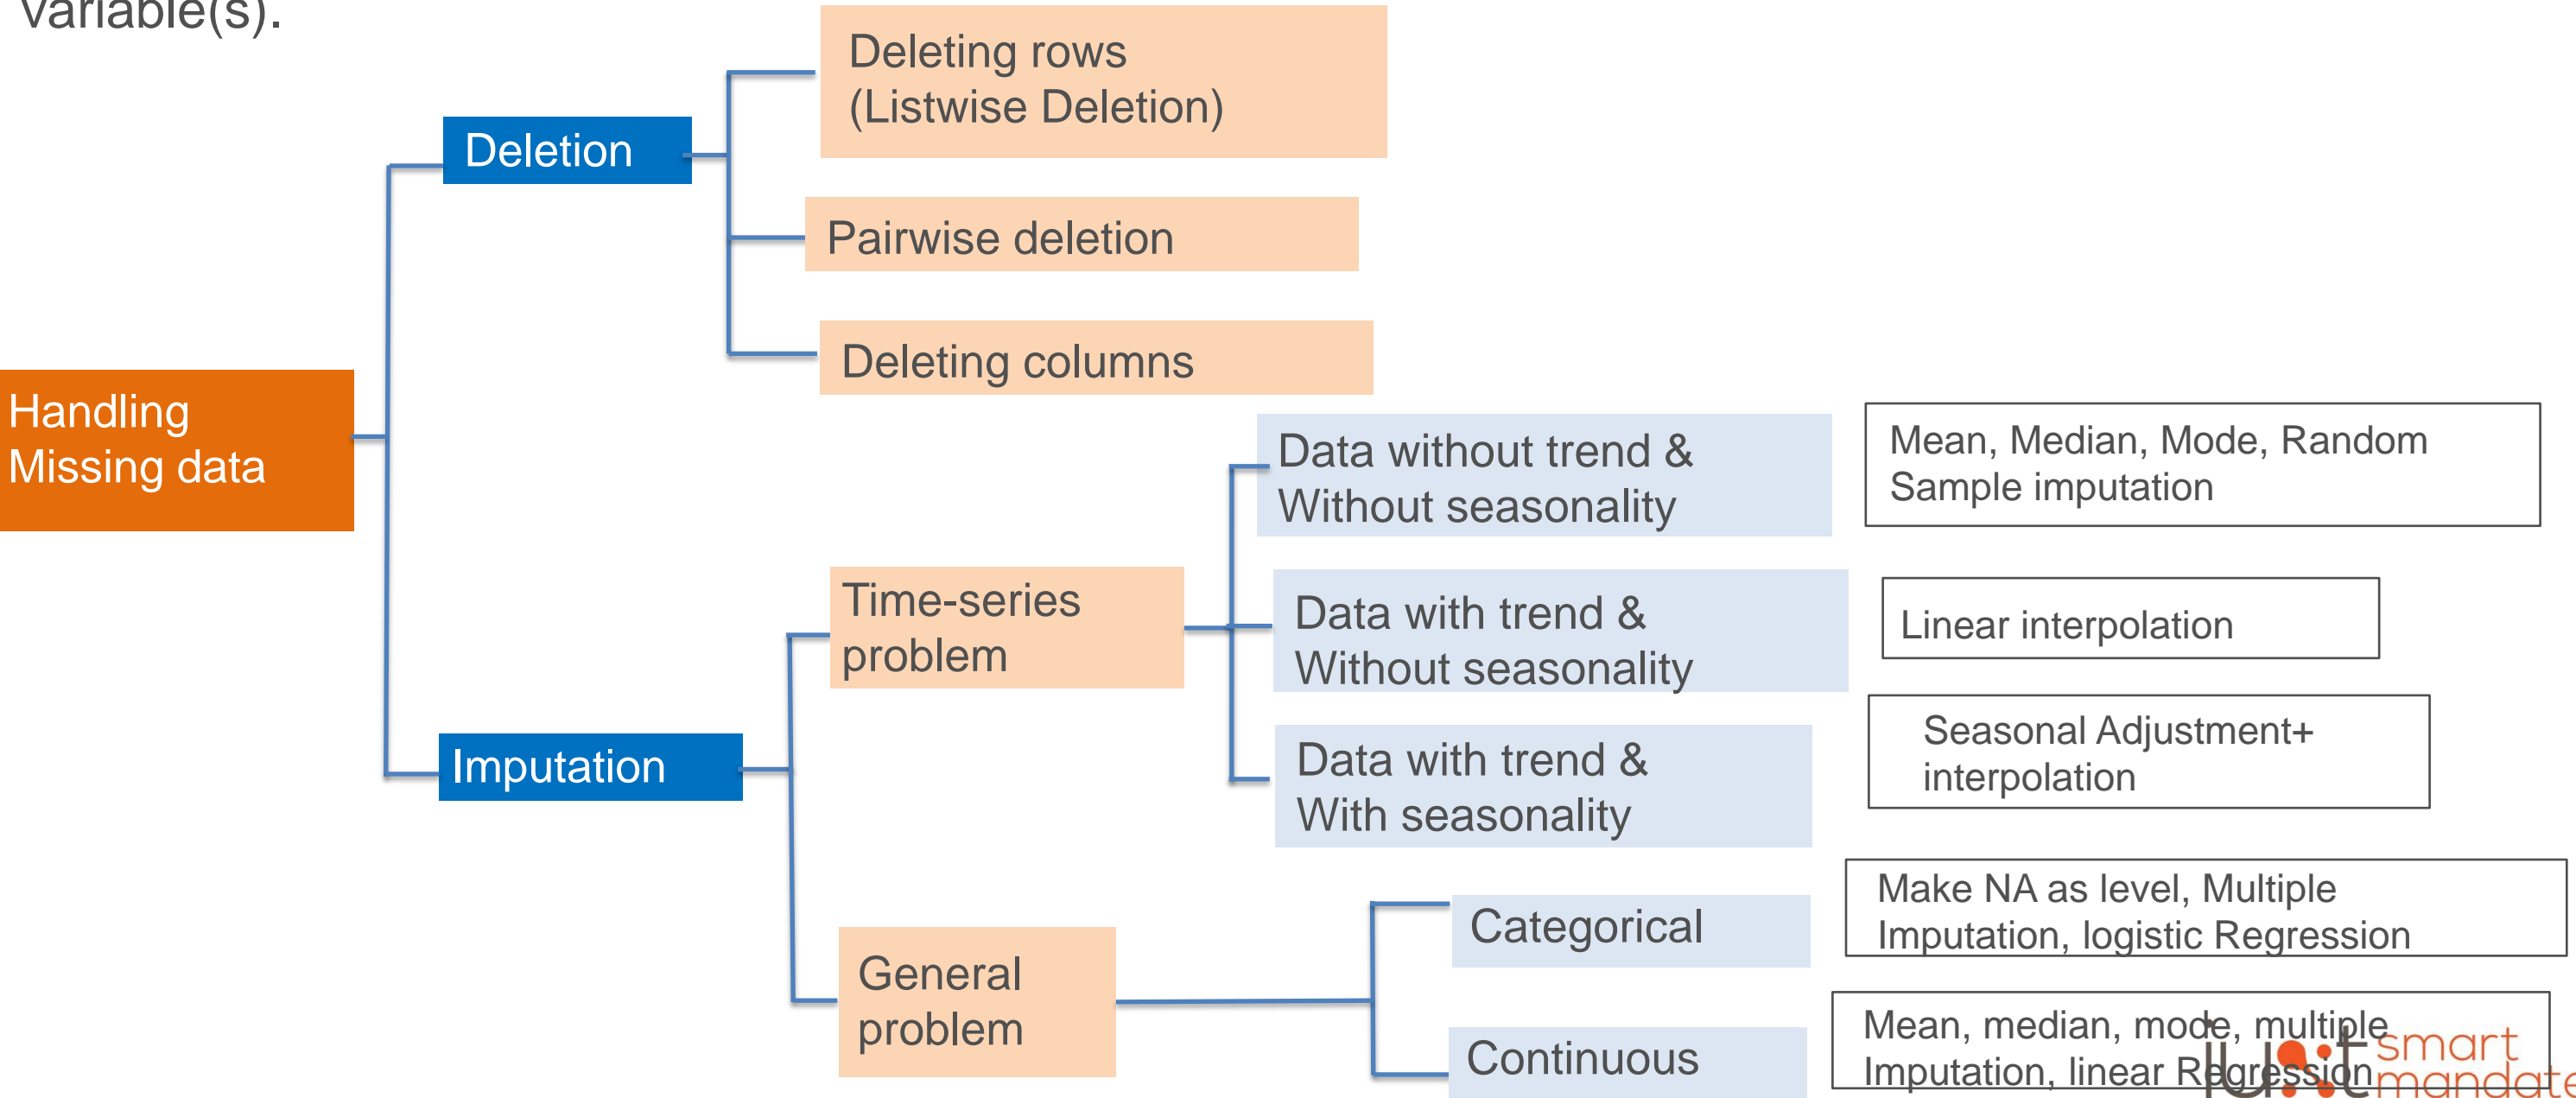 variable(s).
Deleting rows
(Listwise Deletion)
Deletion
Pairwise deletion
Deleting columns
Handling
Missing data
Data without trend &
Without seasonality
Mean, Median, Mode, Random
Sample imputation
Time-series
problem
Data with trend &
Without seasonality
Linear interpolation
Imputation
Data with trend &
With seasonality
Seasonal Adjustment+
interpolation
General
problem
Categorical
Make NA as level, Multiple
Imputation, logistic Regression
Continuous
Mean, median, mode, multiple
Imputation, linear Regression
smart
mandate